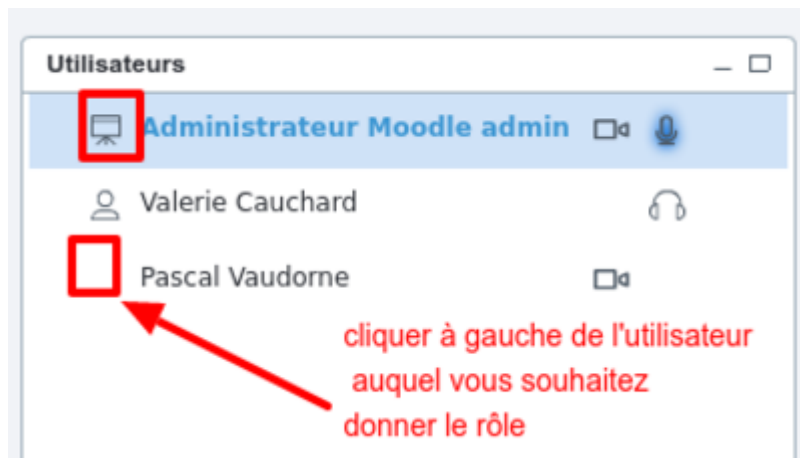 Utilisateurs
Administrateur Moodle admin
Valerie Cauchard
Pascal Vaudorne
cliquer à gauche de l'utilisateur
auquel vous souhaitez
donner le rôle